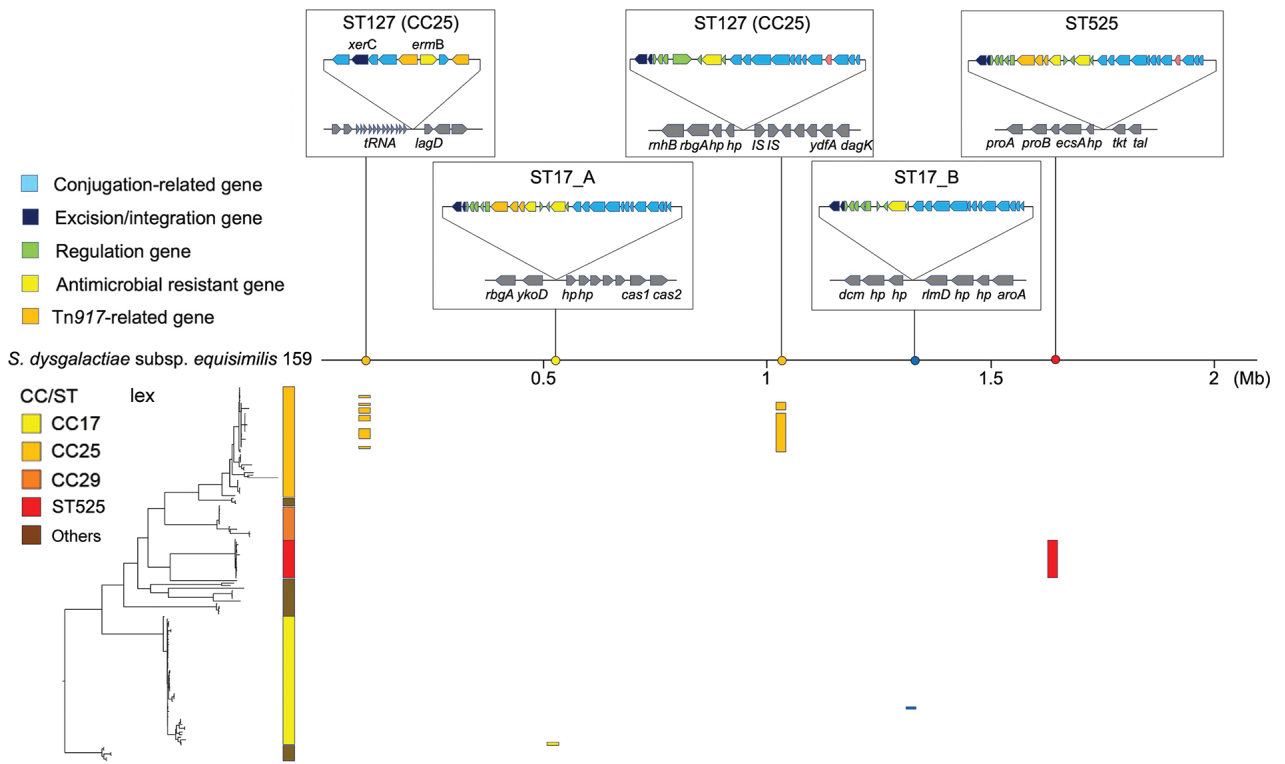 ST127 (CC25)
xerC ermB
tRNA lagD
ST127 (CC25)
rnhB rbgA hp hp IS IS ydfA dagK
ST525
proA proB ecsA hp tkt tal
ST17_A
rbgA ykoD hp hp cas1 cas2
ST17_B
dcm hp hp rlmD hp hp aroA
Conjugation-related gene
Excision/integration gene
Regulation gene
Antimicrobial resistant gene
Tn917-related gene
S. dysgalactiae subsp. equisimilis 159
0.5 1 1.5 2 (Mb)
CC/ST lex
CC17
CC25
CC29
ST525
Others